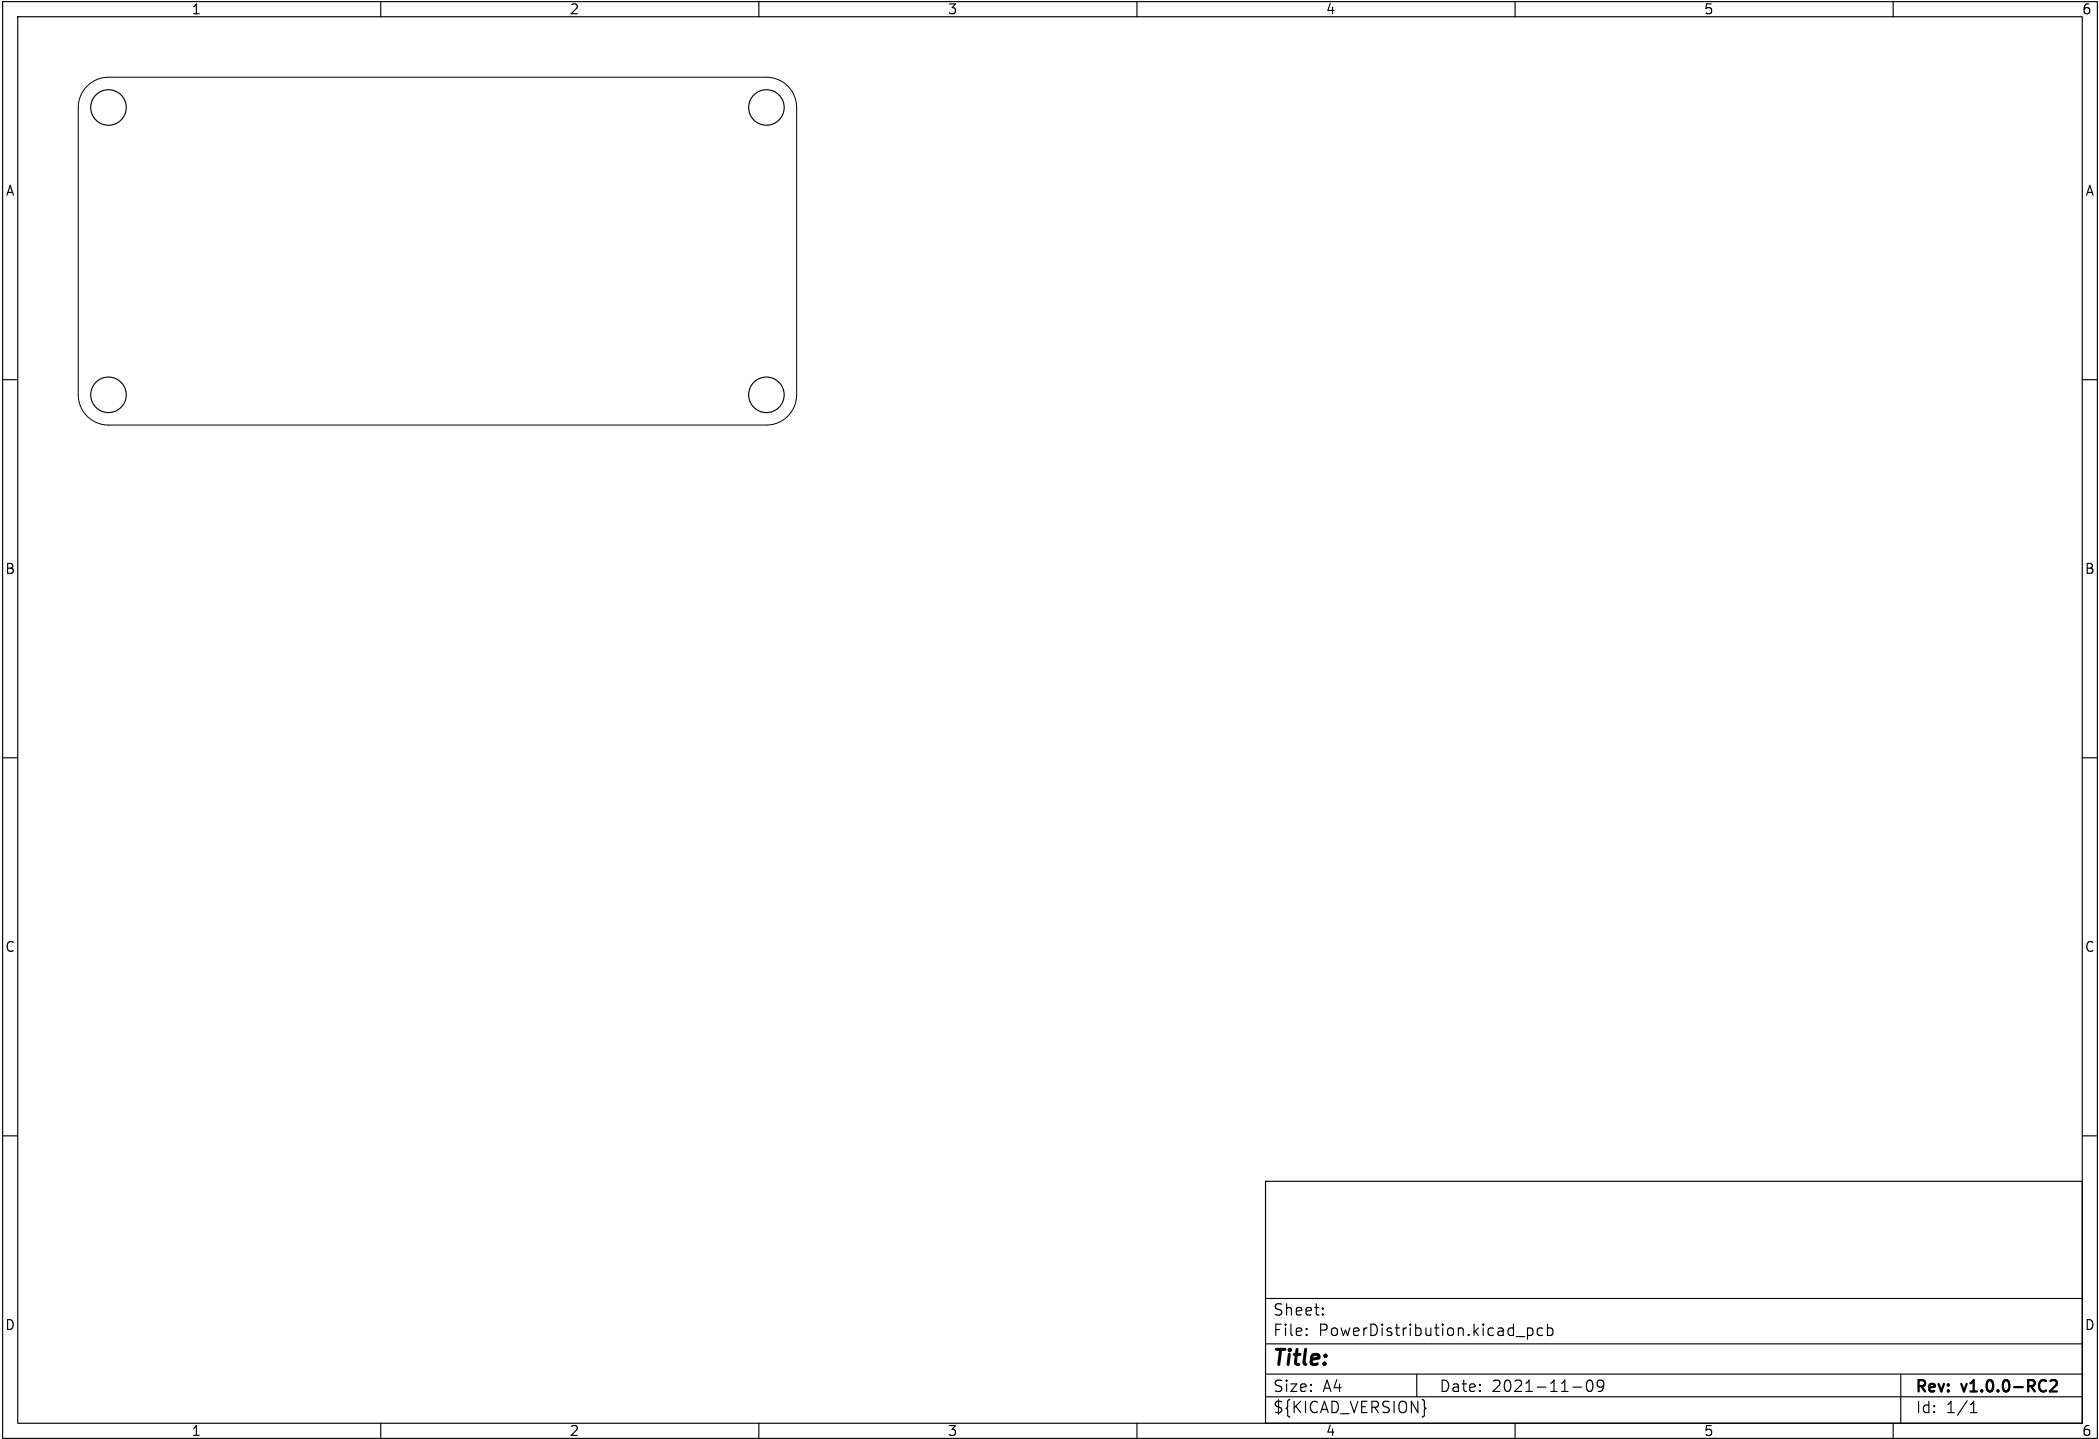 1 2 3 4 5 6
A A
B B
C C
Sheet:
D File: PowerDistribution.kicad_pcb D
Title:
Size: A4 Date: 2021-11-09 Rev: v1.0.0-RC2
${KICAD_VERSION} Id: 1/1
1 2 3 4 5 6